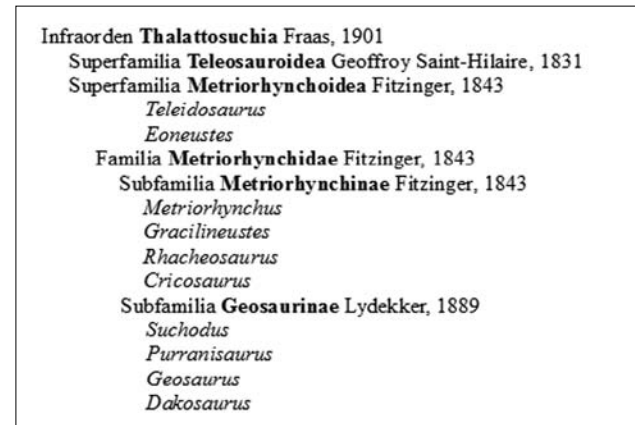 Infraorden Thalattosuchia Fraas, 1901
Superfamilia Teleosauroidea Geoffroy Saint-Hilaire, 1831
Superfamilia Metriorhynchoidea Fitzinger, 1843
Teleidosaurus
Eoneustes
Familia Metriorhynchidae Fitzinger, 1843
Subfamilia Metriorhynchinae Fitzinger, 1843
Metriorhynchus
Gracilineustes
Rhacheosaurus
Cricosaurus
Subfamilia Geosaurinae Lydekker, 1889
Suchodus
Purranisaurus
Geosaurus
Dakosaurus